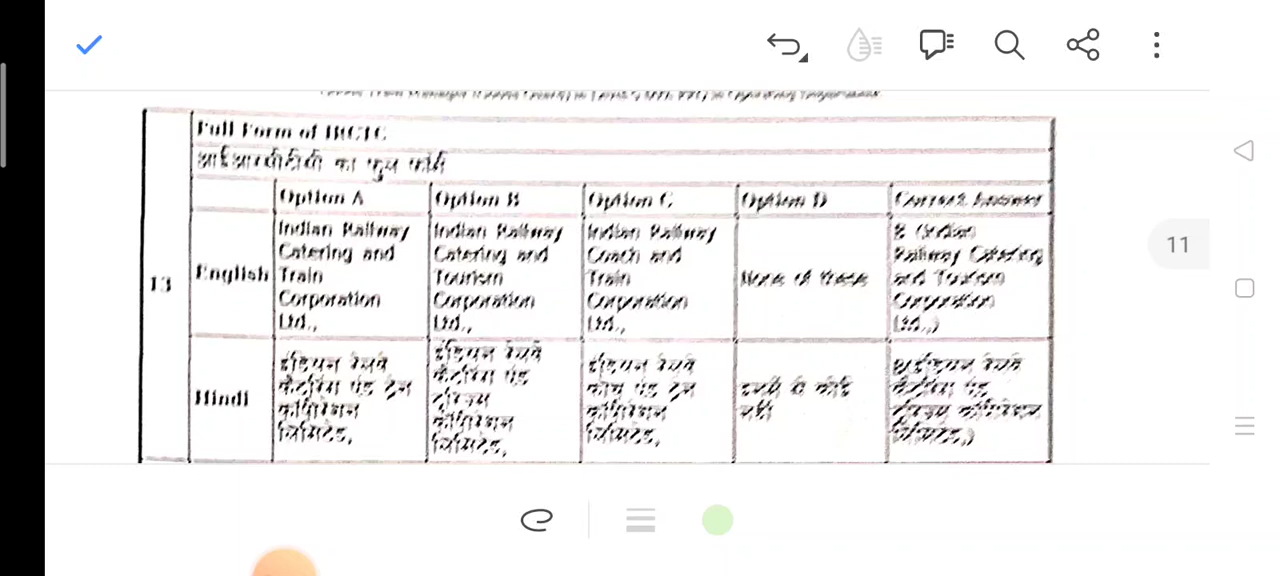 Full Form of IRCTC
आईआरसीटीसी का फुल फॉर्म
Option A
Option B
Option C
Option D
Correct Answer
13
English
Indian Railway
Catering and
Train
Corporation
Ltd.,
Indian Railway
Catering and
Tourism
Corporation
Ltd.,
Indian Railway
Coach and
Train
Corporation
Ltd.,
None of these
B (Indian
Railway Catering
and Tourism
Corporation
Ltd.,)
Hindi
इंडियन रेलवे
कैटरिंग एंड ट्रेन
कॉर्पोरेशन
लिमिटेड,
इंडियन रेलवे
कैटरिंग एंड
टूरिज्म
कॉर्पोरेशन
लिमिटेड,
इंडियन रेलवे
कोच एंड ट्रेन
कॉर्पोरेशन
लिमिटेड,
इनमें से कोई
नहीं
इंडियन रेलवे
कैटरिंग एंड
टूरिज्म कॉर्पोरेशन
लिमिटेड,)
11